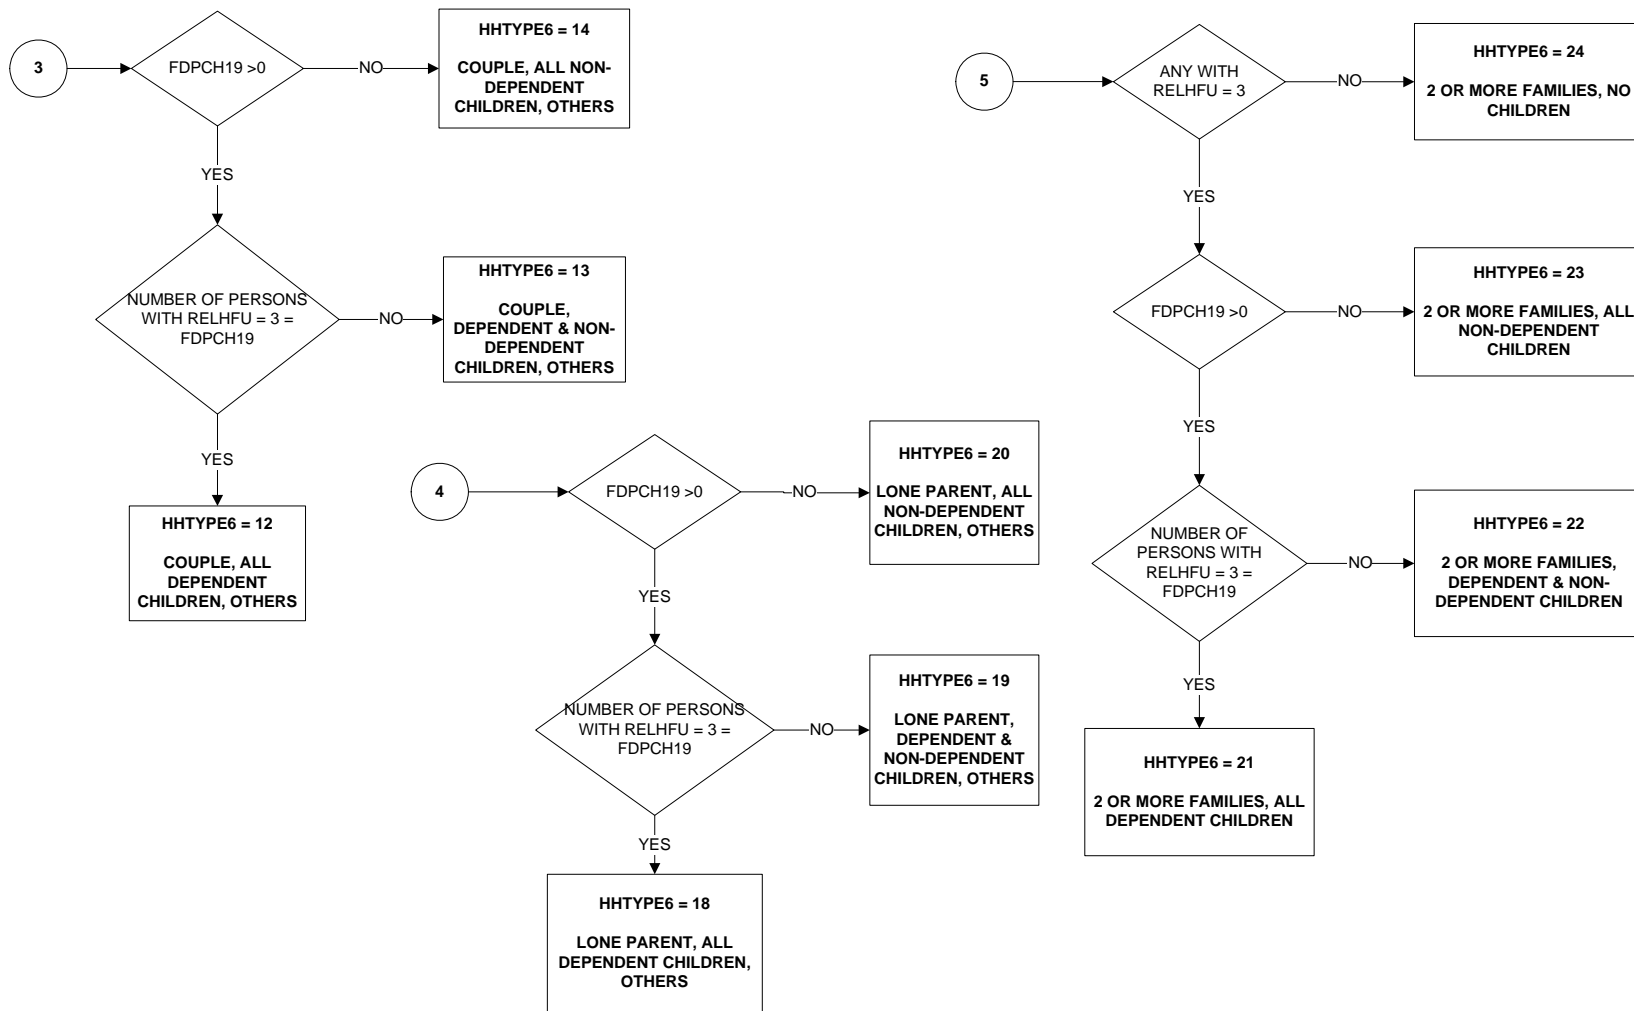 3
FDPCH19 >0
NO
HHTYPE6 = 14
COUPLE, ALL NON-
DEPENDENT
CHILDREN, OTHERS
YES
NUMBER OF PERSONS
WITH RELHFU = 3 =
FDPCH19
NO
HHTYPE6 = 13
COUPLE,
DEPENDENT & NON-
DEPENDENT
CHILDREN, OTHERS
YES
HHTYPE6 = 12
COUPLE, ALL
DEPENDENT
CHILDREN, OTHERS
4
FDPCH19 >0
NO
HHTYPE6 = 20
LONE PARENT, ALL
NON-DEPENDENT
CHILDREN, OTHERS
YES
NUMBER OF PERSONS
WITH RELHFU = 3 =
FDPCH19
NO
HHTYPE6 = 19
LONE PARENT,
DEPENDENT &
NON-DEPENDENT
CHILDREN, OTHERS
YES
HHTYPE6 = 18
LONE PARENT, ALL
DEPENDENT CHILDREN,
OTHERS
5
ANY WITH
RELHFU = 3
NO
HHTYPE6 = 24
2 OR MORE FAMILIES, NO
CHILDREN
YES
FDPCH19 >0
NO
HHTYPE6 = 23
2 OR MORE FAMILIES, ALL
NON-DEPENDENT
CHILDREN
YES
NUMBER OF
PERSONS WITH
RELHFU = 3 =
FDPCH19
NO
HHTYPE6 = 22
2 OR MORE FAMILIES,
DEPENDENT & NON-
DEPENDENT CHILDREN
YES
HHTYPE6 = 21
2 OR MORE FAMILIES, ALL
DEPENDENT CHILDREN